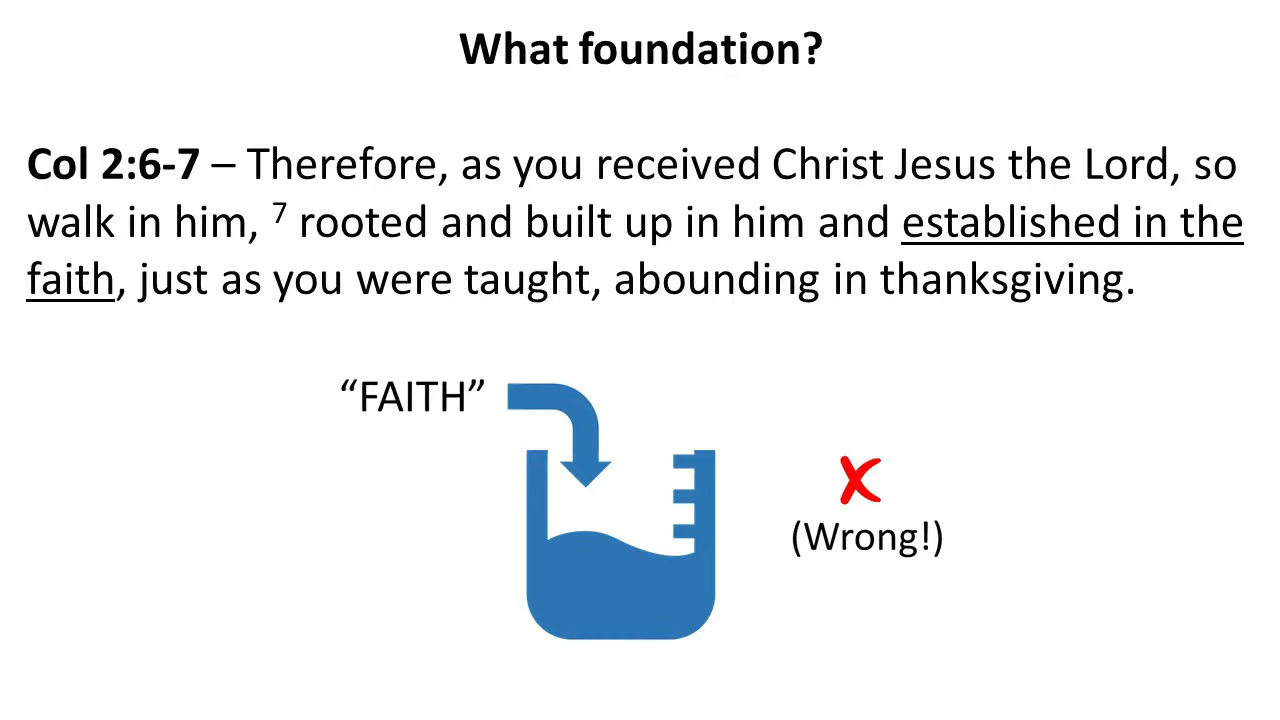 What foundation?
Col 2:6-7 – Therefore, as you received Christ Jesus the Lord, so
walk in him, ⁷ rooted and built up in him and established in the
faith, just as you were taught, abounding in thanksgiving.
“FAITH”
(Wrong!)